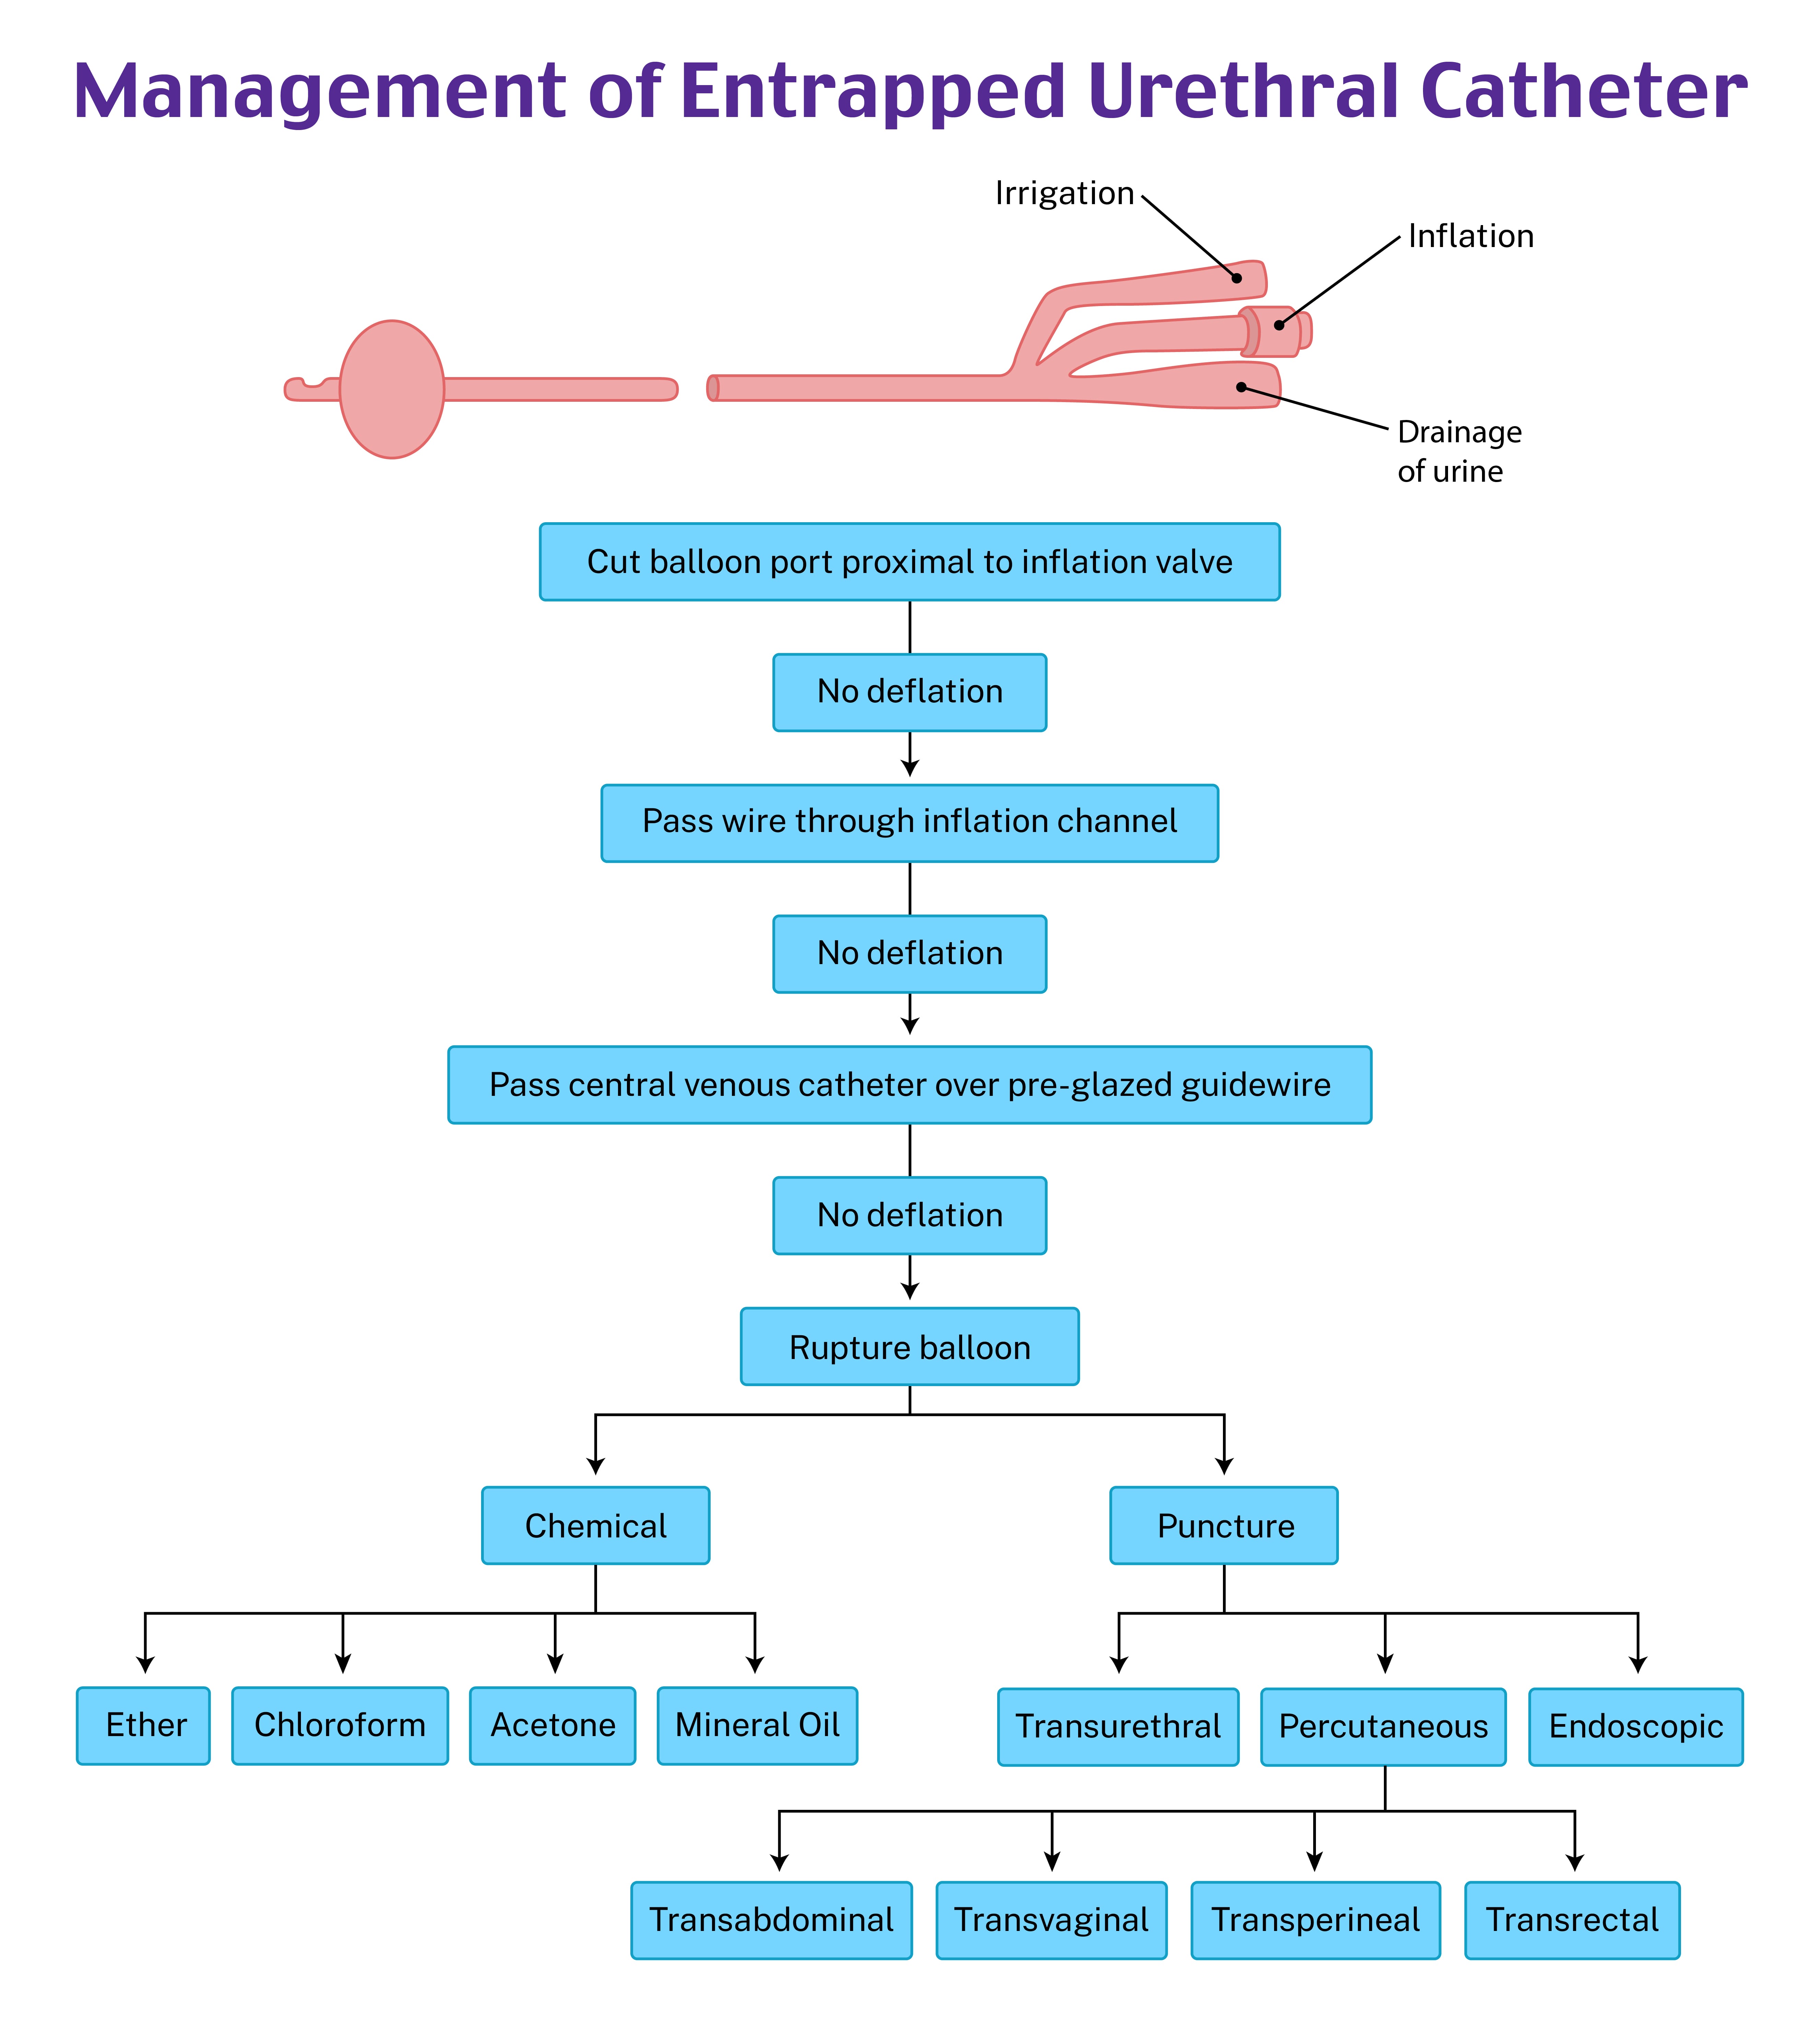 Management of Entrapped Urethral Catheter
Irrigation
Inflation
Drainage
of urine
Cut balloon port proximal to inflation valve
No deflation
Pass wire through inflation channel
No deflation
Pass central venous catheter over pre-glazed guidewire
No deflation
Rupture balloon
Chemical
Puncture
Ether
Chloroform
Acetone
Mineral Oil
Transurethral
Percutaneous
Endoscopic
Transabdominal
Transvaginal
Transperineal
Transrectal